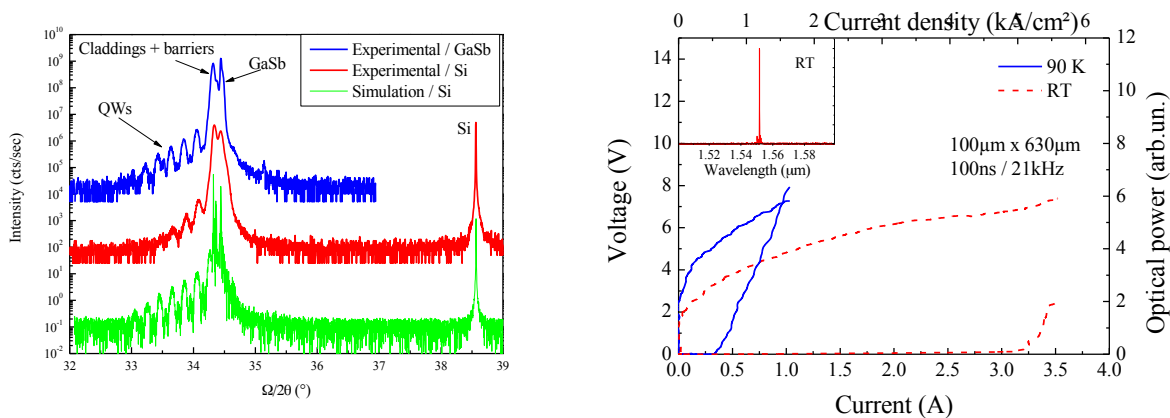 10^10
10^9
10^8
10^7
10^6
10^5
10^4
10^3
10^2
10^1
10^0
10^-1
10^-2
Intensity (cts/sec)
Claddings + barriers
GaSb
QWs
Si
Experimental / GaSb
Experimental / Si
Simulation / Si
32 33 34 35 36 37 38 39
Ω/2θ (°)
0 1 2 3 4 5 6
Current density (kA/cm²)
14
12
10
8
6
4
2
0
Voltage (V)
RT
1.52 1.54 1.56 1.58
Wavelength (μm)
90 K
RT
100μm x 630μm
100ns / 21kHz
12
10
8
6
4
2
0
Optical power (arb.un.)
0.0 0.5 1.0 1.5 2.0 2.5 3.0 3.5 4.0
Current (A)